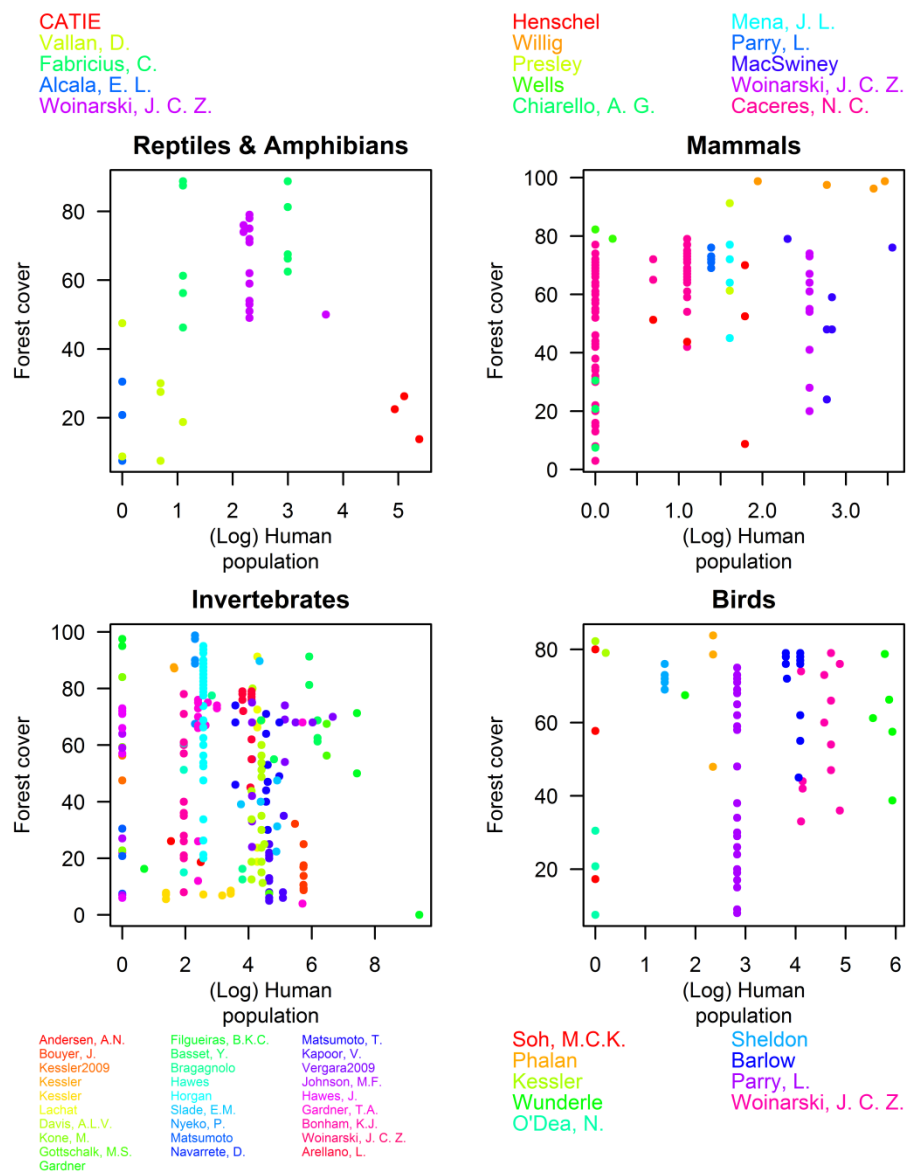 CATIE
Vallan, D.
Fabricius, C.
Alcala, E. L.
Woinarski, J. C. Z.
Henschel
Willig
Presley
Wells
Chiarello, A. G.
Mena, J. L.
Parry, L.
MacSwiney
Woinarski, J. C. Z.
Caceres, N. C.
Reptiles & Amphibians
80
60
40
20
Forest cover
0 1 2 3 4 5
(Log) Human
population
Mammals
100
80
60
40
20
0
Forest cover
0.0 1.0 2.0 3.0
(Log) Human
population
Invertebrates
100
80
60
40
20
0
Forest cover
0 2 4 6 8
(Log) Human
population
Birds
80
60
40
20
Forest cover
0 1 2 3 4 5 6
(Log) Human
population
Andersen, A.N.
Bouyer, J.
Kessler2009
Kessler
Kessler
Lachat
Davis, A.L.V.
Kone, M.
Gottschalk, M.S.
Gardner
Filgueiras, B.K.C.
Basset, Y.
Bragagnolo
Hawes
Horgan
Slade, E.M.
Nyeko, P.
Matsumoto
Navarrete, D.
Matsumoto, T.
Kapoor, V.
Vergara2009
Johnson, M.F.
Hawes, J.
Gardner, T.A.
Bonham, K.J.
Woinarski, J. C. Z.
Arellano, L.
Soh, M.C.K.
Phalan
Kessler
Wunderle
O'Dea, N.
Sheldon
Barlow
Parry, L.
Woinarski, J. C. Z.